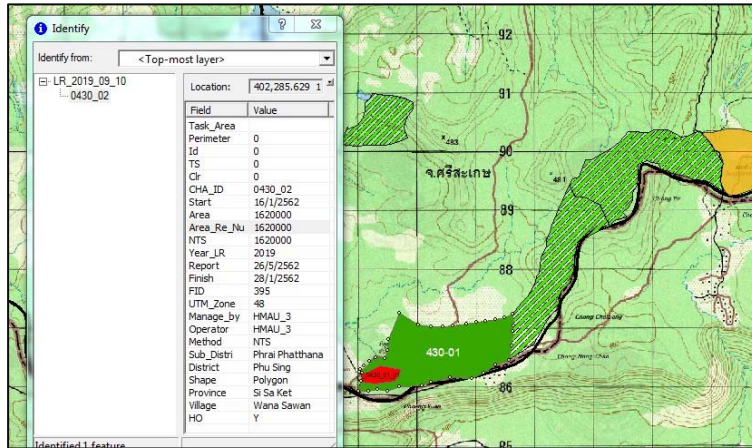 Identify
Identify from:
<Top-most layer>
LR_2019_09_10
0430_02
Location: 402,285.629 1
Field Value
Task_Area
Perimeter 0
Id 0
TS 0
Clr 0
CHA_ID 0430_02
Start 16/1/2562
Area 1620000
Area_Re_Nu 1620000
NTS 1620000
Year_LR 2019
Report 26/5/2562
Finish 28/1/2562
FID 395
UTM_Zone 48
Manage_by HMAU_3
Operator HMAU_3
Method NTS
Sub_Distri Phrai Phatthana
District Phu Sing
Shape Polygon
Province Si Sa Ket
Village Wana Sawan
HO Y
Identified 1 feature
92
91
90
89
88
87
86
85
483
จ.ศรีสะเกษ
481
430-01